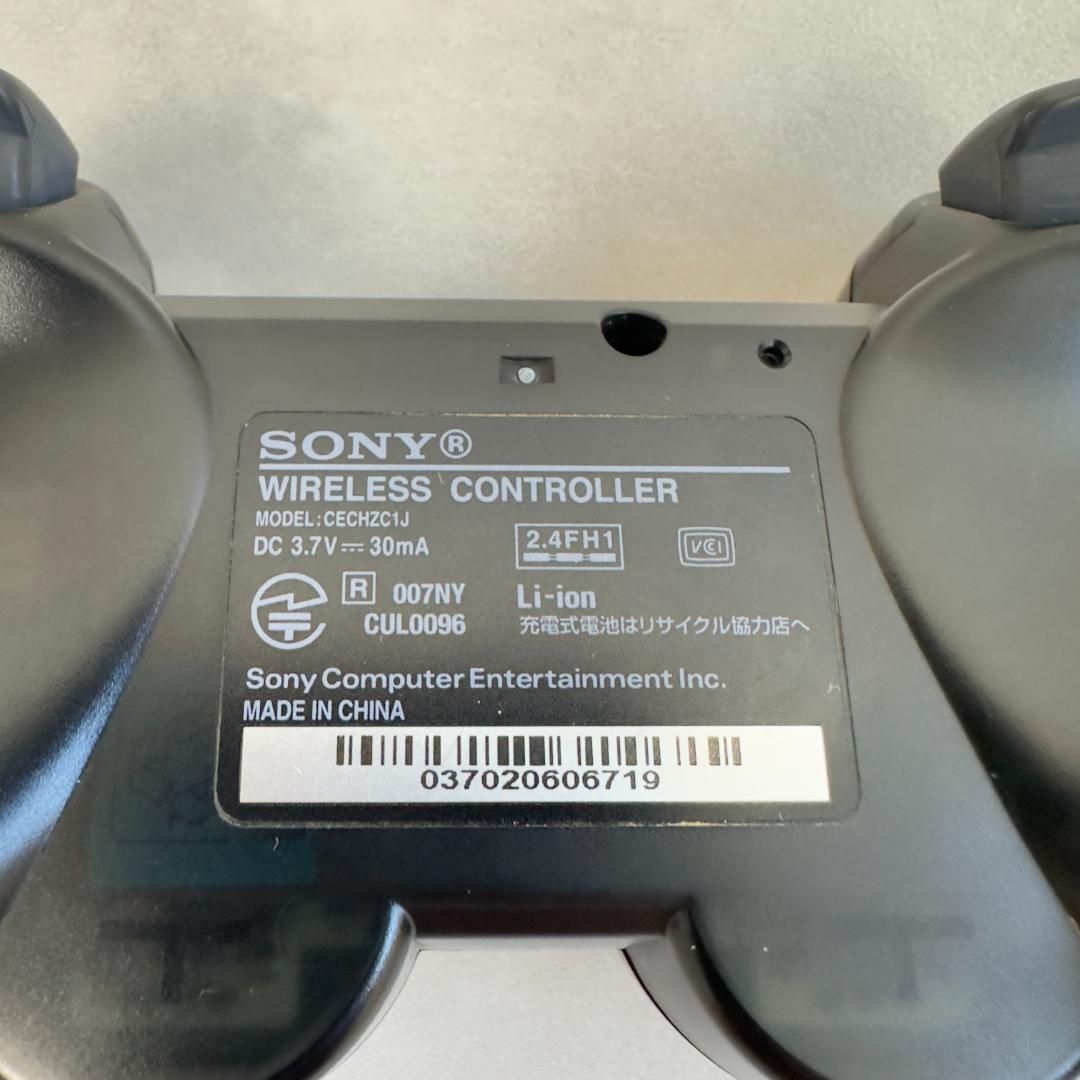 SONY®
WIRELESS CONTROLLER
MODEL:CECHZC1J
DC 3.7V⎓30mA
2.4FH1
VCI
R 007NY
CUL0096
Li-ion
充電式電池はリサイクル協力店へ
Sony Computer Entertainment Inc.
MADE IN CHINA
037020606719